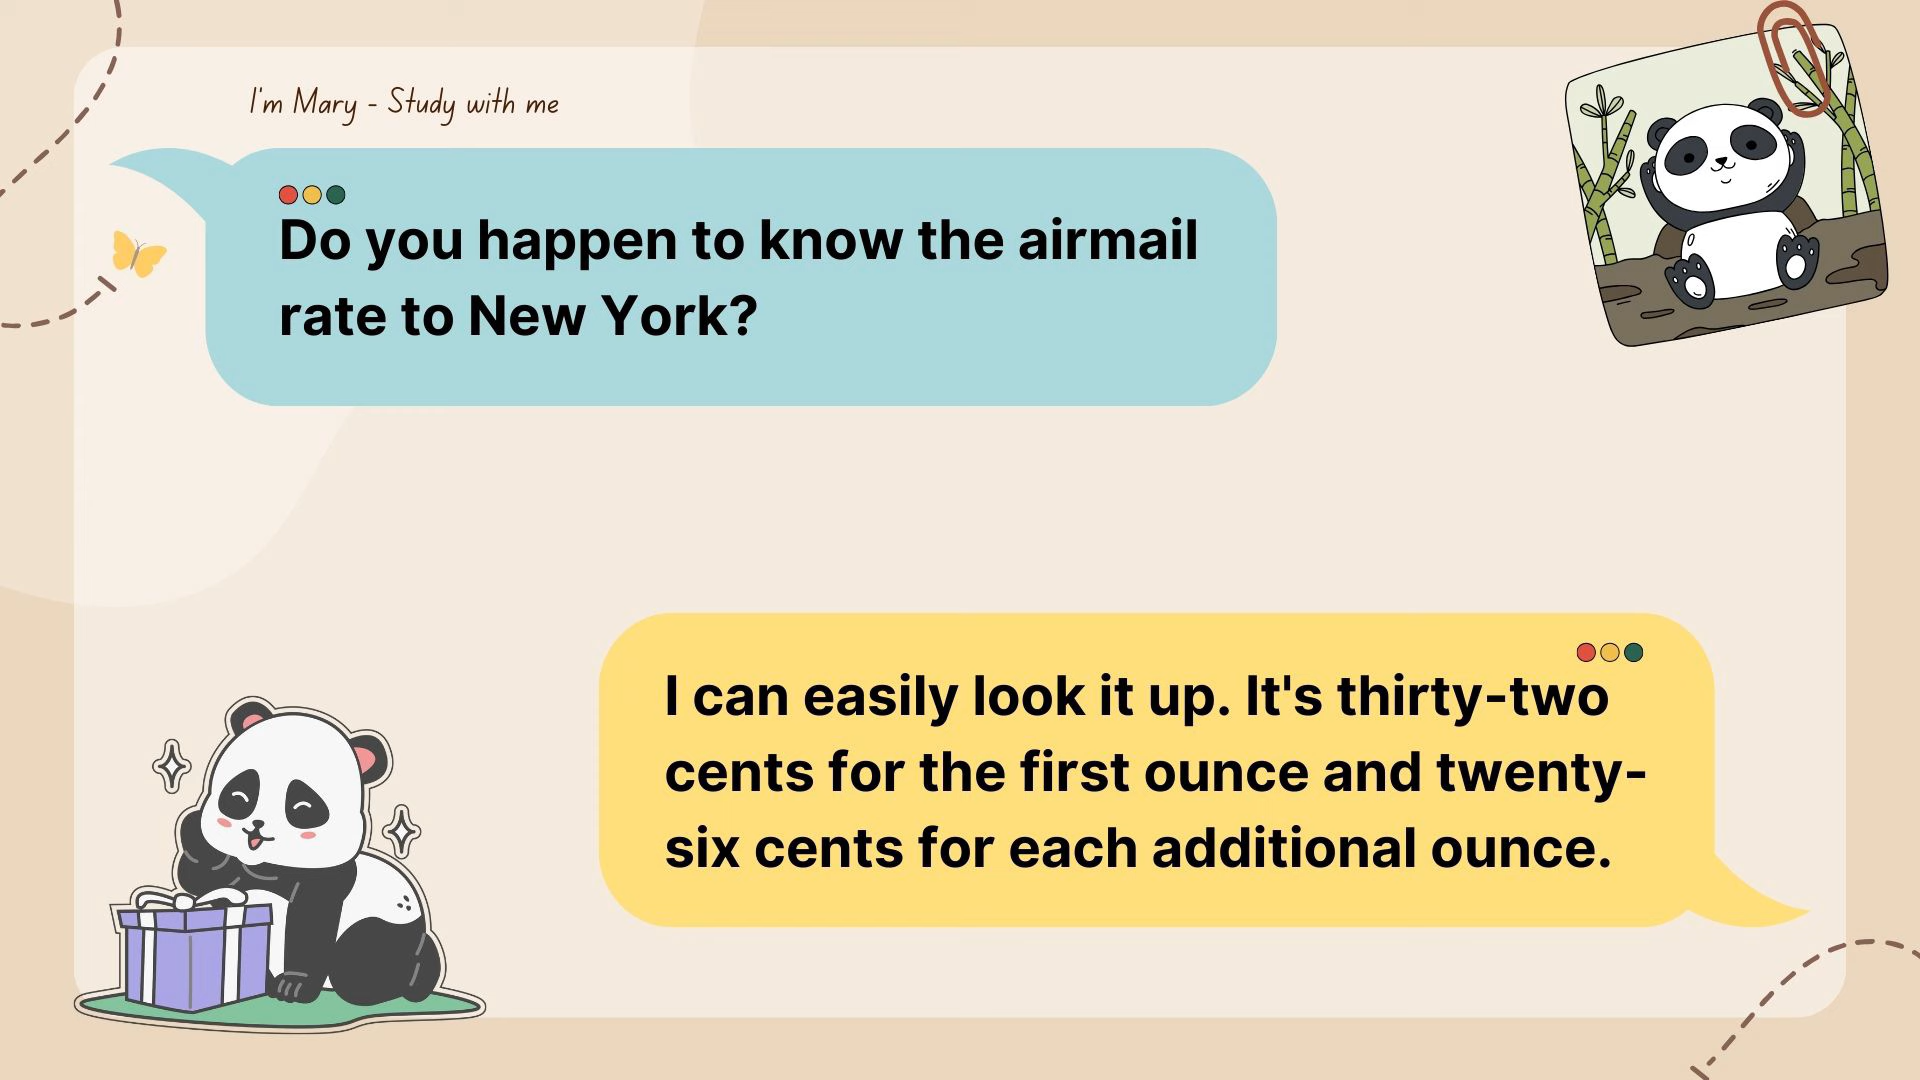 I'm Mary - Study with me
Do you happen to know the airmail
rate to New York?
I can easily look it up. It's thirty-two
cents for the first ounce and twenty-
six cents for each additional ounce.